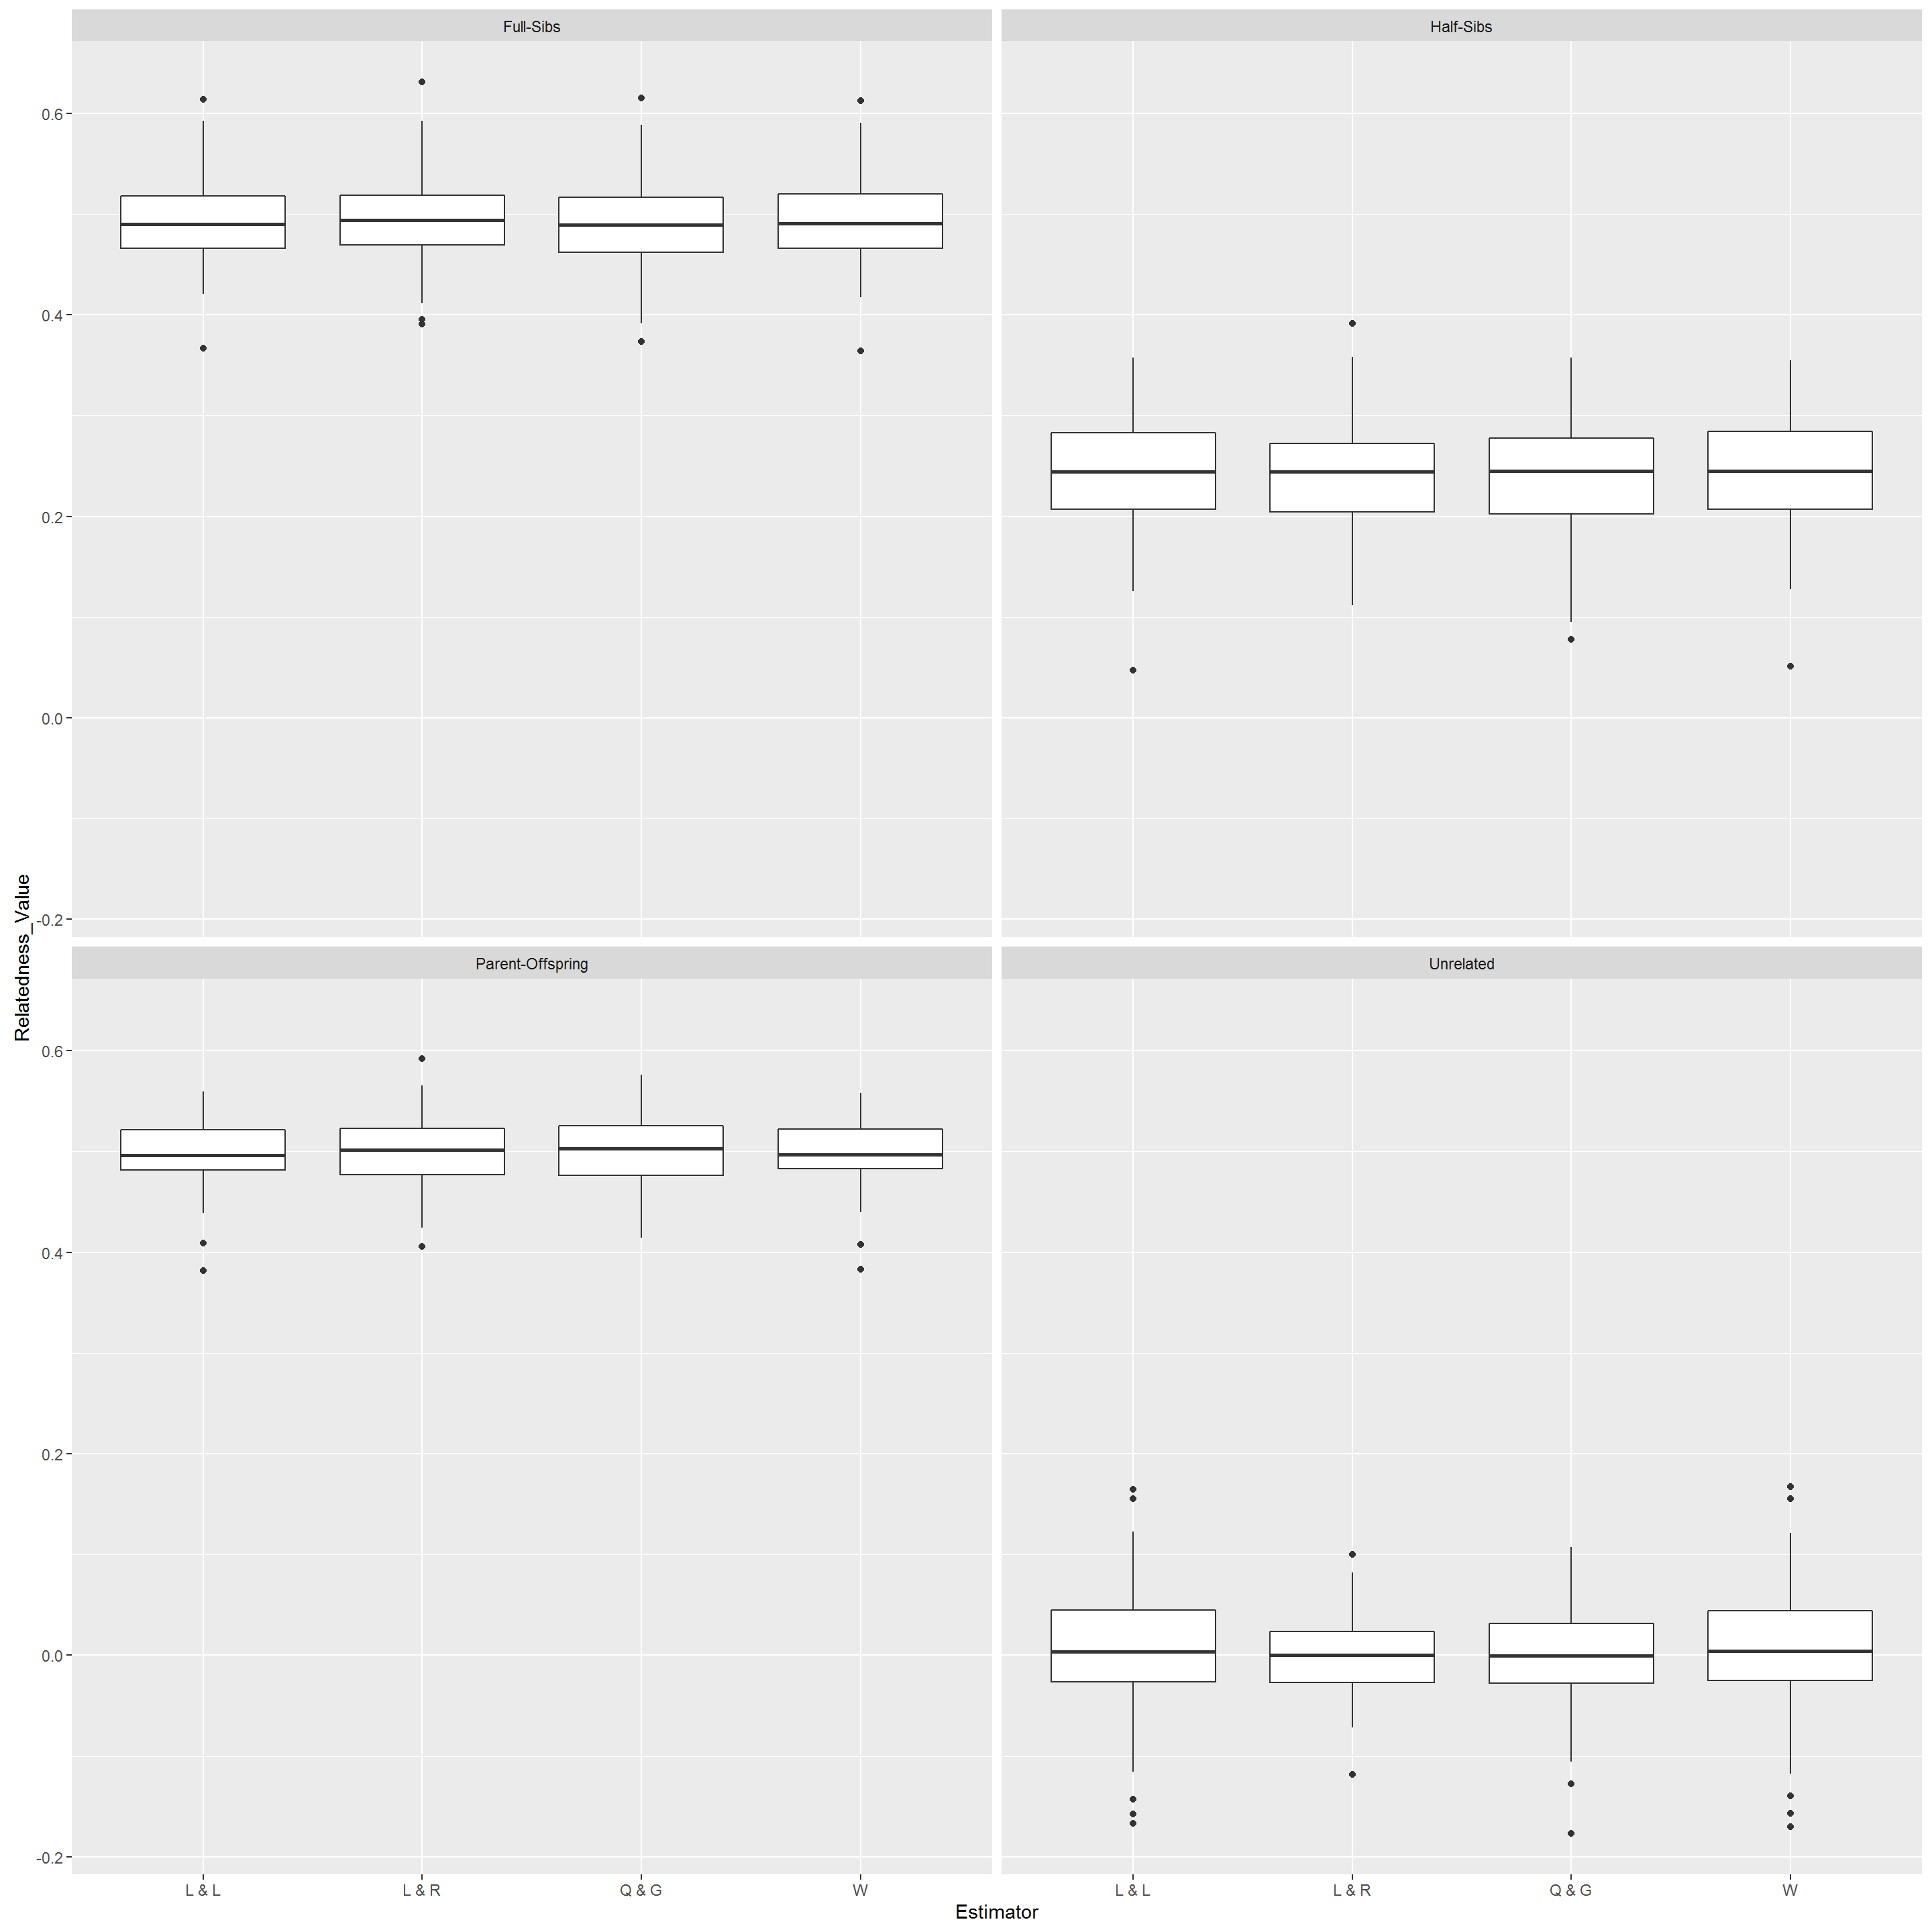 Full-Sibs
Half-Sibs
0.6
0.4
0.2
0.0
-0.2
Relatedness_Value
Parent-Offspring
Unrelated
0.6
0.4
0.2
0.0
-0.2
L & L
L & R
Q & G
W
L & L
L & R
Q & G
W
Estimator